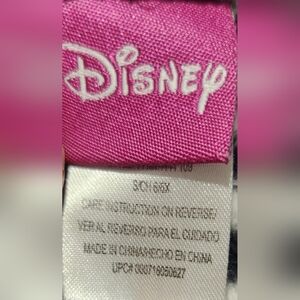 Disney
S/CH 6/6X
CARE INSTRUCTION ON REVERSE/
VER AL REVERSO PARA EL CUIDADO
MADE IN CHINA/HECHO EN CHINA
UPC# 030716050627